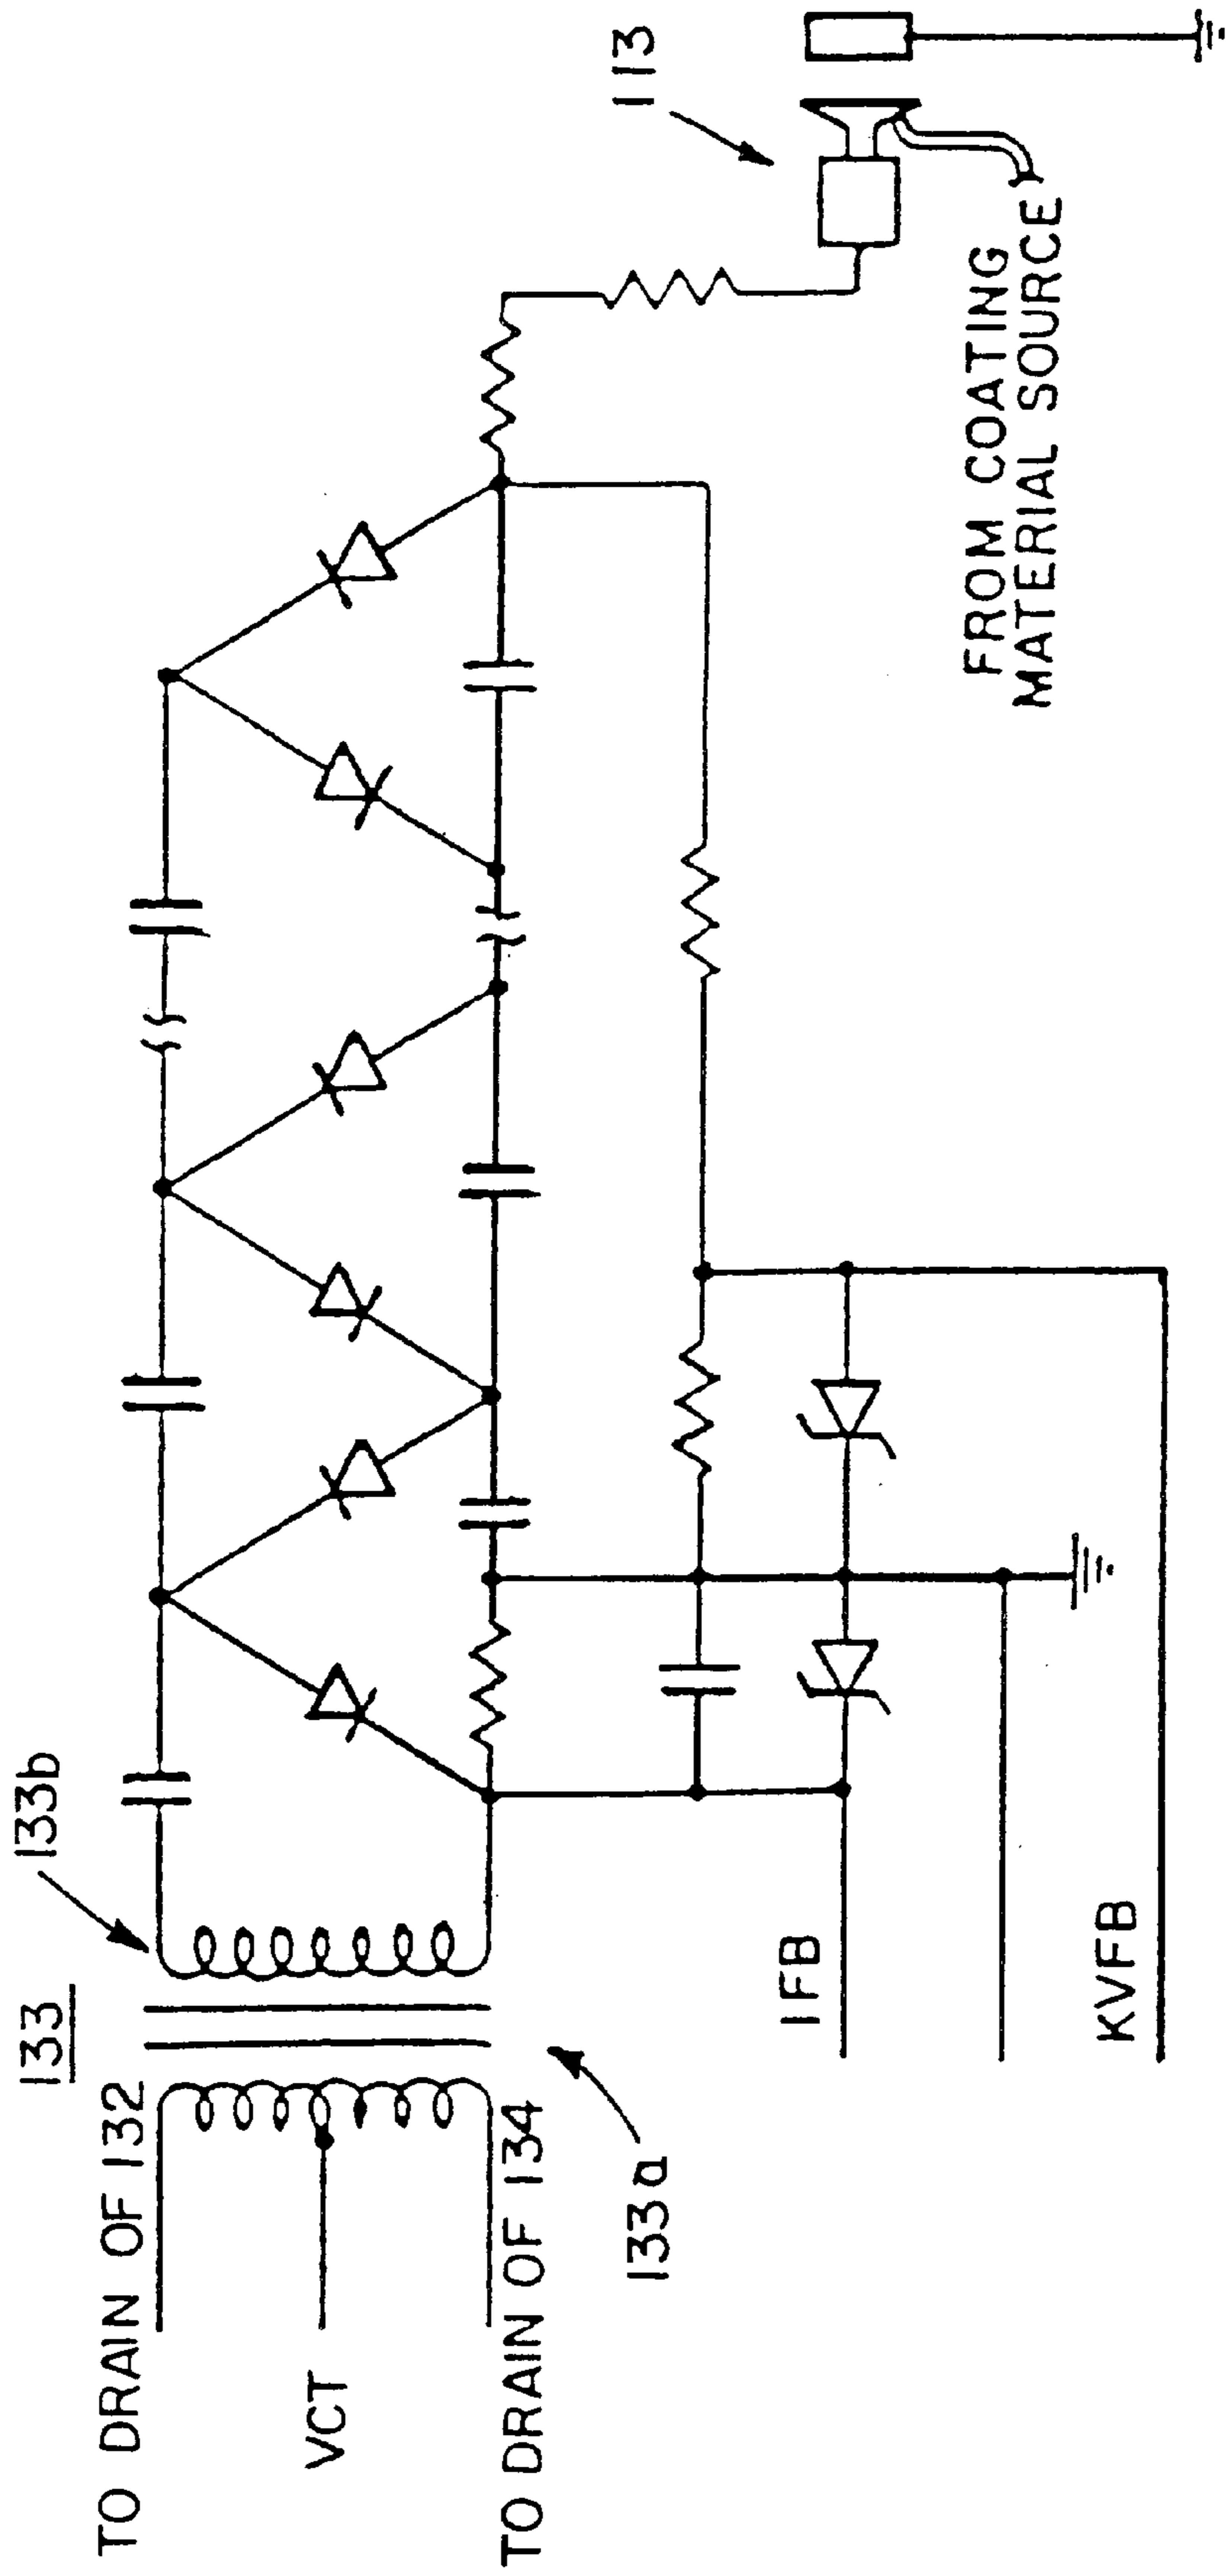 TO DRAIN OF 132
133
133b
VCT
TO DRAIN OF 134
133a
IFB
KVFB
113
FROM COATING
MATERIAL SOURCE